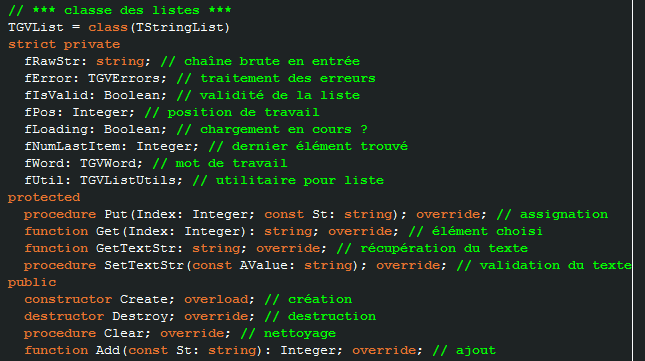 // *** classe des listes ***
TGVList = class(TStringList)
strict private
  fRawStr: string; // chaîne brute en entrée
  fError: TGVErrors; // traitement des erreurs
  fIsValid: Boolean; // validité de la liste
  fPos: Integer; // position de travail
  fLoading: Boolean; // chargement en cours ?
  fNumLastItem: Integer; // dernier élément trouvé
  fWord: TGVWord; // mot de travail
  fUtil: TGVListUtils; // utilitaire pour liste
protected
  procedure Put(Index: Integer; const St: string); override; // assignation
  function Get(Index: Integer): string; override; // élément choisi
  function GetTextStr: string; override; // récupération du texte
  procedure SetTextStr(const AValue: string); override; // validation du texte
public
  constructor Create; overload; // création
  destructor Destroy; override; // destruction
  procedure Clear; override; // nettoyage
  function Add(const St: string): Integer; override; // ajout